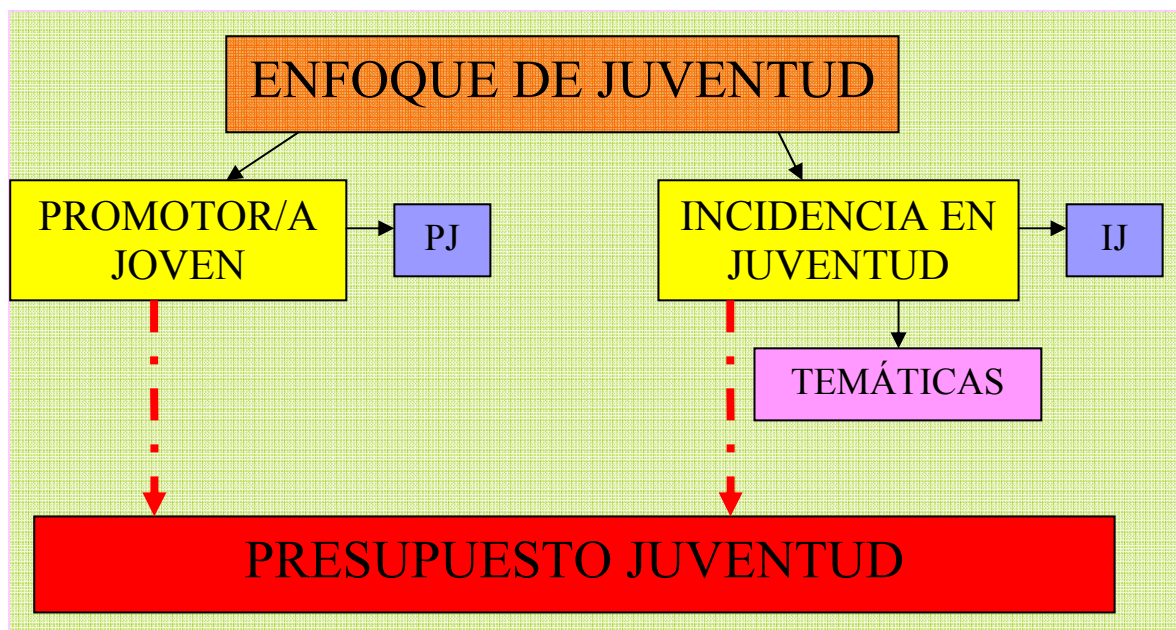 ENFOQUE DE JUVENTUD
PROMOTOR/A
JOVEN
PJ
INCIDENCIA EN
JUVENTUD
IJ
TEMÁTICAS
PRESUPUESTO JUVENTUD